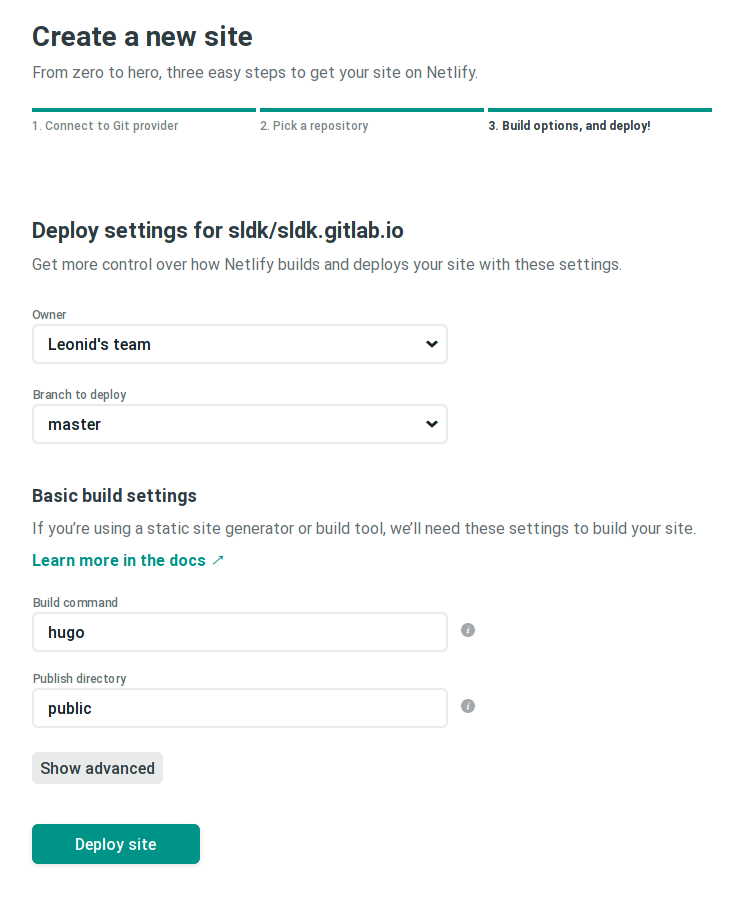 Create a new site
From zero to hero, three easy steps to get your site on Netlify.
1. Connect to Git provider
2. Pick a repository
3. Build options, and deploy!
Deploy settings for sldk/sldk.gitlab.io
Get more control over how Netlify builds and deploys your site with these settings.
Owner
Leonid's team
Branch to deploy
master
Basic build settings
If you’re using a static site generator or build tool, we’ll need these settings to build your site.
Learn more in the docs ↗
Build command
hugo
Publish directory
public
Show advanced
Deploy site